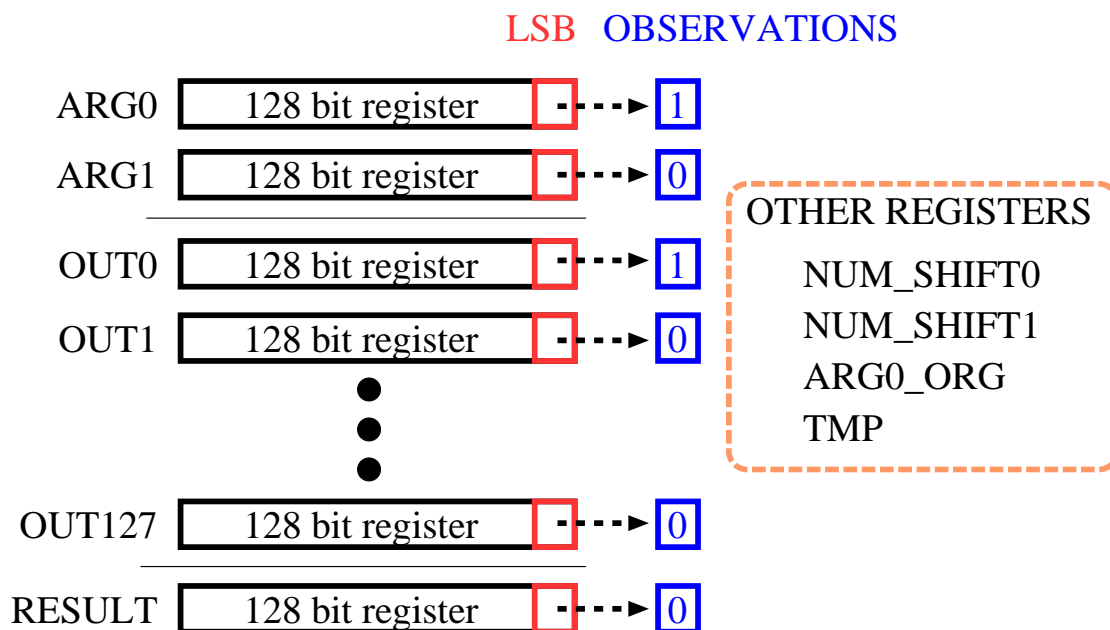 LSB OBSERVATIONS
ARG0 128 bit register 1
ARG1 128 bit register 0
OUT0 128 bit register 1
OUT1 128 bit register 0
OUT127 128 bit register 0
RESULT 128 bit register 0
OTHER REGISTERS
NUM_SHIFT0
NUM_SHIFT1
ARG0_ORG
TMP